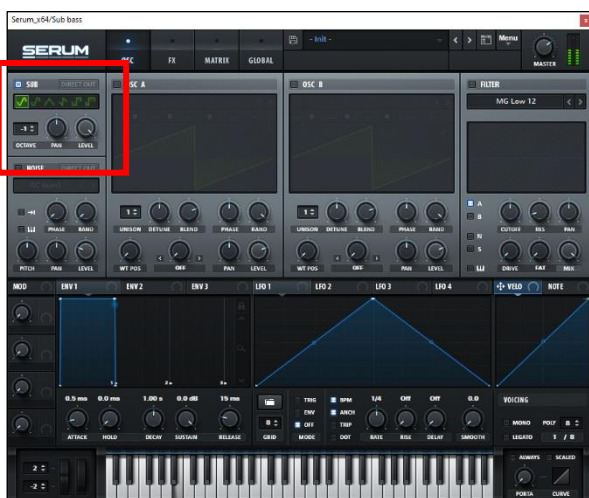 Serum_x64/Sub bass
x
SERUM
OSC FX MATRIX GLOBAL
- Init -
Menu
MASTER
SUB DIRECT OUT
OCTAVE PAN LEVEL
NOISE DIRECT OUT
PHASE RAND
PITCH PAN LEVEL
OSC A
1
UNISON DETUNE BLEND PHASE RAND
WT POS OFF PAN LEVEL
OSC B
1
UNISON DETUNE BLEND PHASE RAND
WT POS OFF PAN LEVEL
FILTER
MG Low 12
A
B
N
S
CUTOFF RES PAN
DRIVE FAT MIX
MOD ENV 1 ENV 2 ENV 3 LFO 1 LFO 2 LFO 3 LFO 4 VELO NOTE
0.5 ms 0.0 ms 1.00 s 0.0 dB 15 ms
ATTACK HOLD DECAY SUSTAIN RELEASE
8
GRID
TRIG
ENV
OFF
MODE
BPM
ANCH
TRIP
DOT
1/4 Off Off 0.0
RATE RISE DELAY SMOOTH
VOICING
MONO POLY 8
LEGATO 1 / 8
2
-2
ALWAYS SCALED
PORTA CURVE